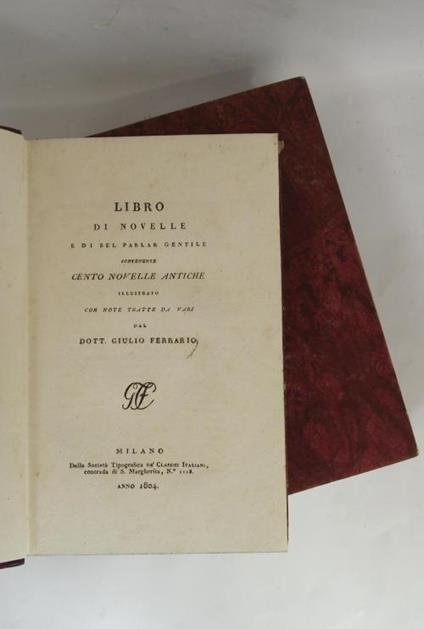 LIBRO
DI NOVELLE
E DI BEL PARLAR GENTILE
CONTENENTE
CENTO NOVELLE ANTICHE
ILLUSTRATO
CON NOTE TRATTE DA VARJ
DAL
DOTT. GIULIO FERRARIO
MILANO
Dalla Società Tipografica DE' CLASSICI ITALIANI,
contrada di S. Margherita, N.° 1118.
ANNO 1804.